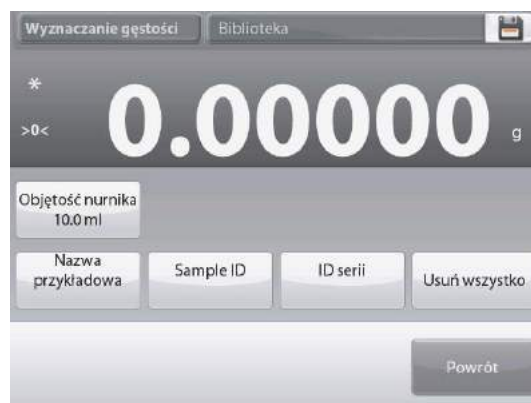 Wyznaczanie gęstości Biblioteka
*
>0< 0.00000 g
Objętość nurnika
10.0 ml
Nazwa
przykładowa
Sample ID
ID serii
Usuń wszystko
Powrót